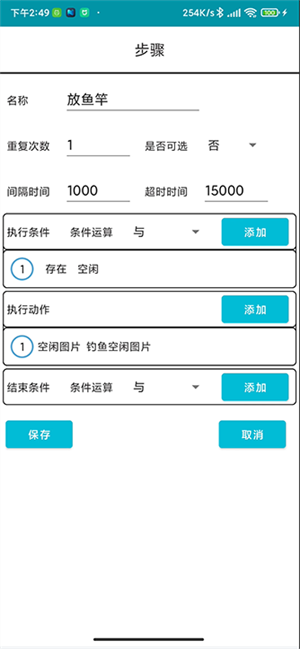 下午2:49 254K/s 100
步骤
名称 放鱼竿
重复次数 1 是否可选 否
间隔时间 1000 超时时间 15000
执行条件 条件运算 与 添加
1 存在 空闲
执行动作 添加
1 空闲图片 钓鱼空闲图片
结束条件 条件运算 与 添加
保存 取消